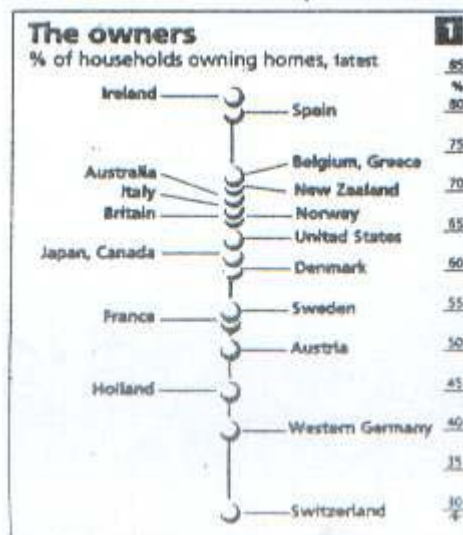 The owners
1
% of households owning homes, latest
85
%
Ireland
80
Spain
75
Belgium, Greece
Australia
70
New Zealand
Italy
Britain
Norway
65
United States
Japan, Canada
60
Denmark
55
Sweden
France
50
Austria
45
Holland
40
Western Germany
35
30
Switzerland